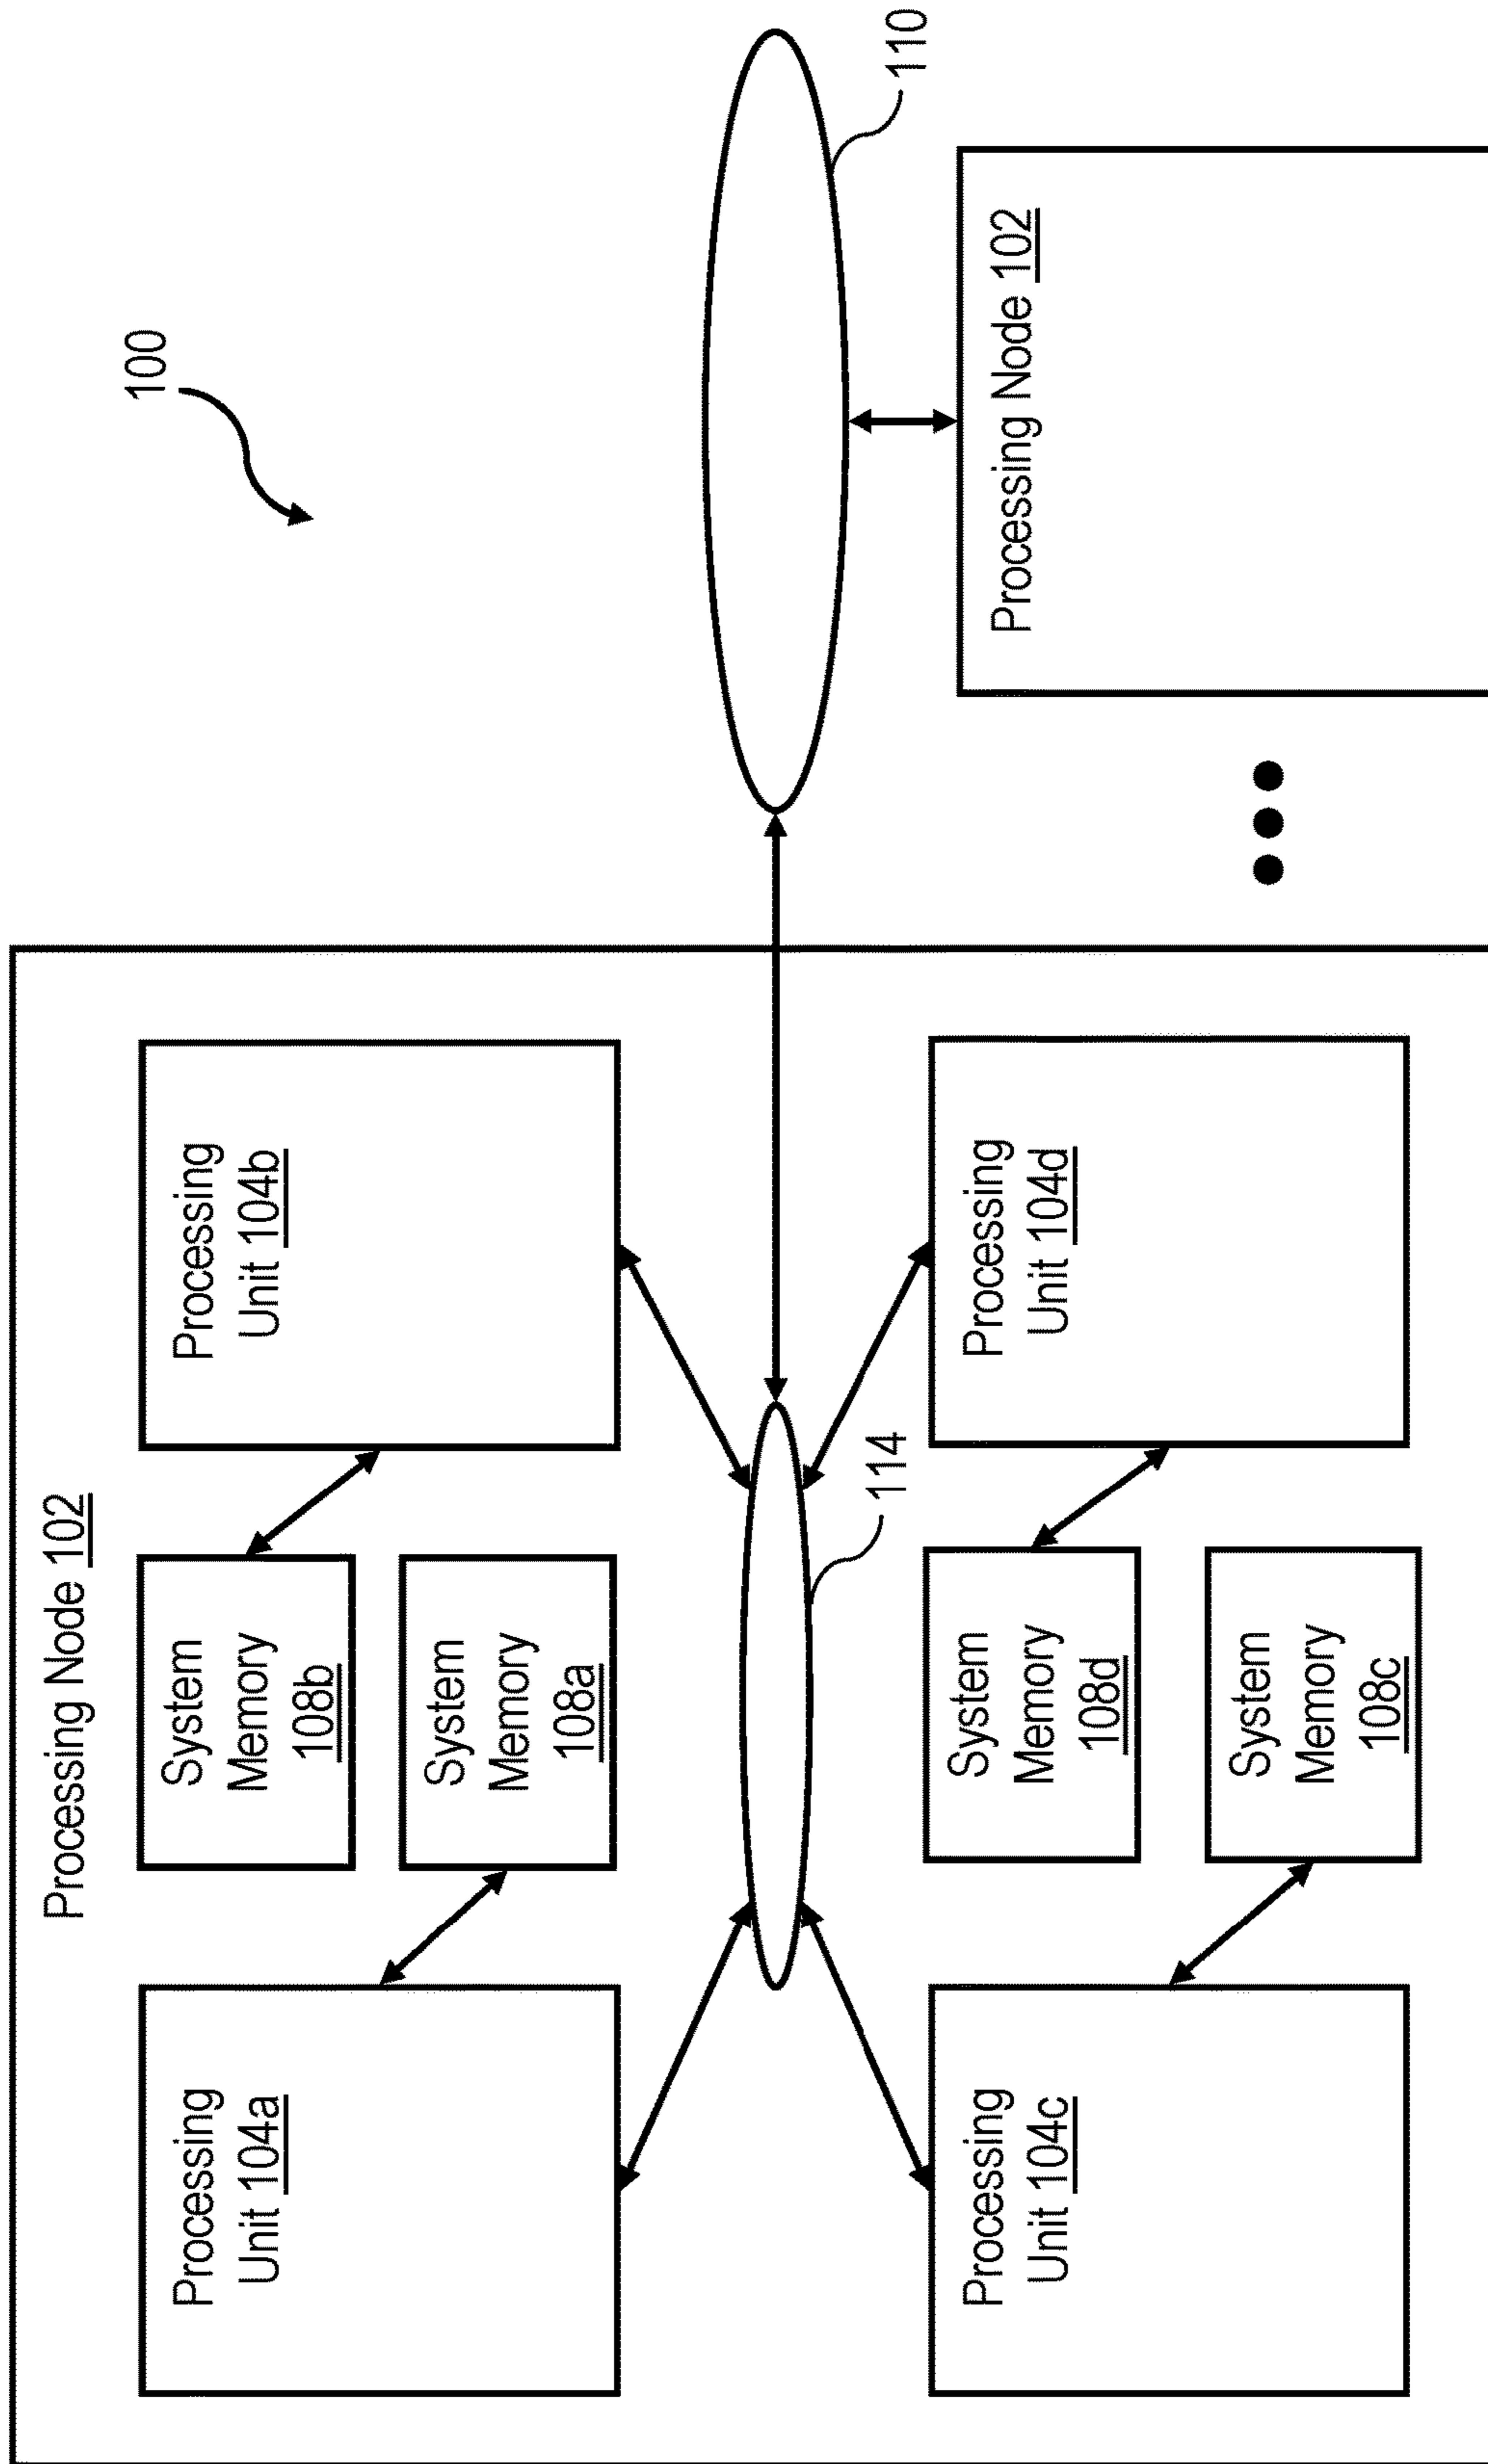 100
Processing Node 102
Processing
Unit 104a
System
Memory
108b
System
Memory
108a
Processing
Unit 104b
110
114
Processing
Unit 104c
System
Memory
108d
System
Memory
108c
Processing
Unit 104d
Processing Node 102